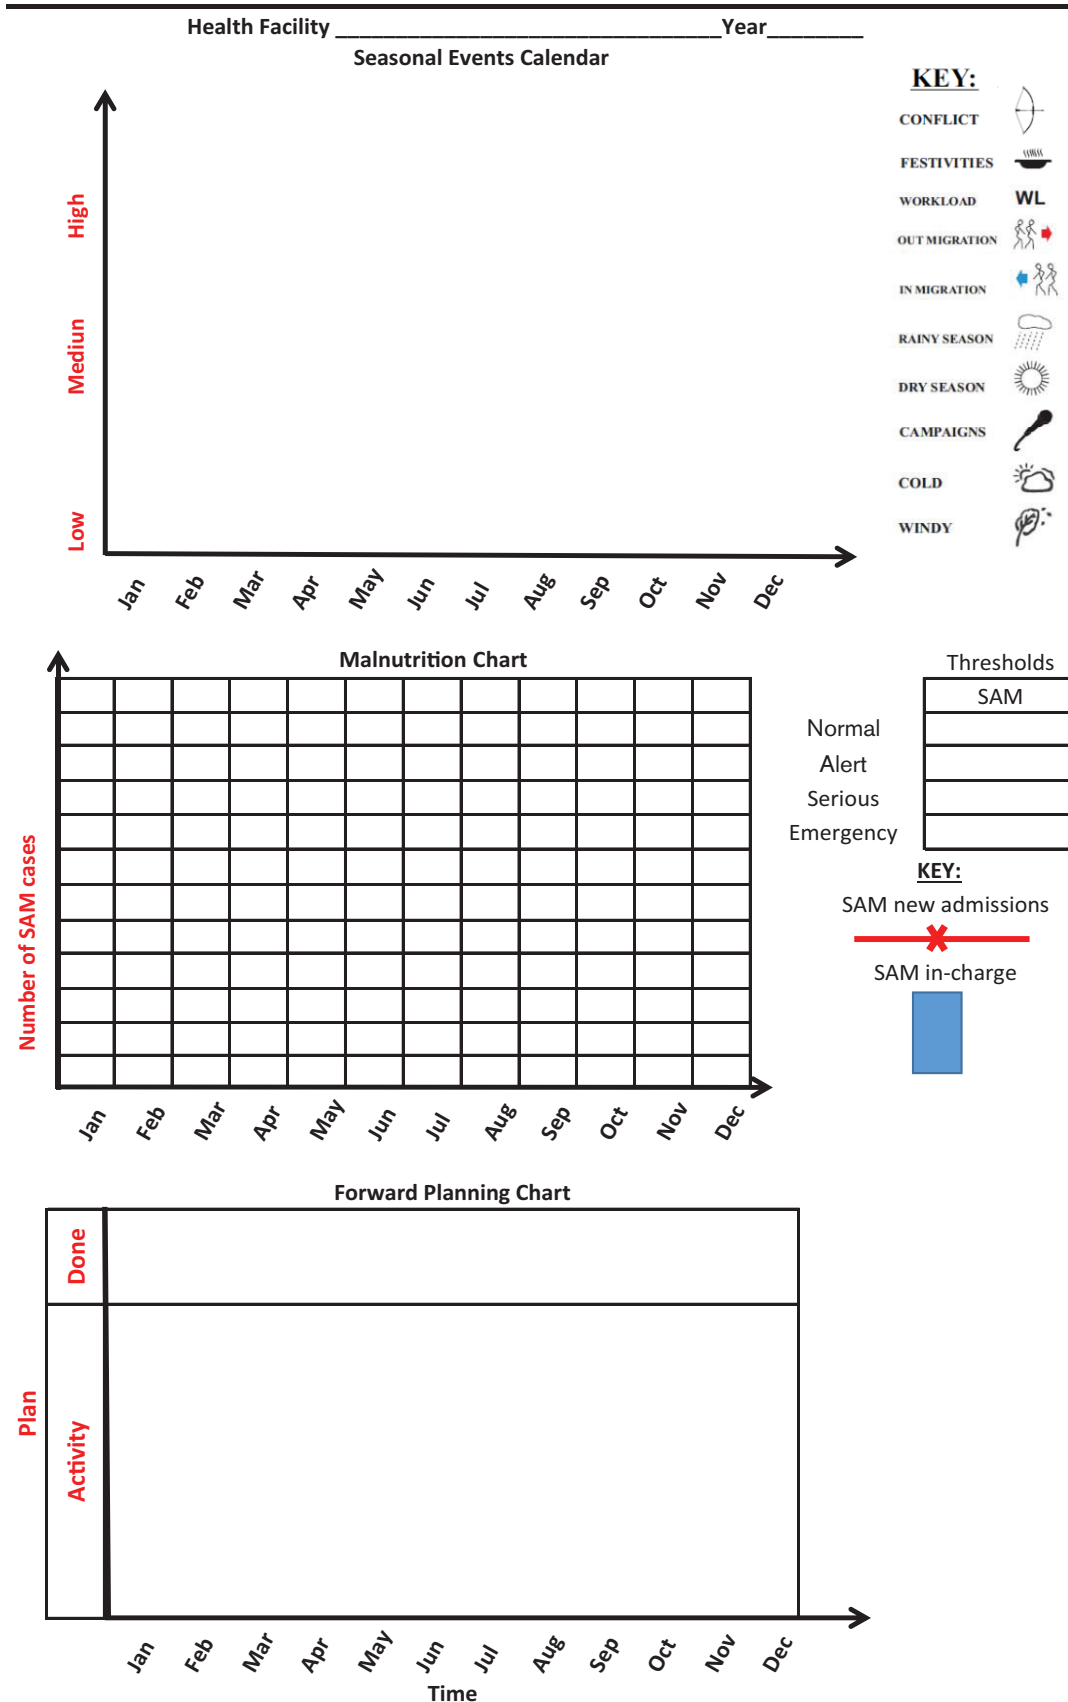 Health Facility ________________________________Year________
Seasonal Events Calendar
KEY:
CONFLICT
FESTIVITIES
WORKLOAD WL
OUT MIGRATION
IN MIGRATION
RAINY SEASON
DRY SEASON
CAMPAIGNS
COLD
WINDY
High
Mediun
Low
Jan Feb Mar Apr May Jun Jul Aug Sep Oct Nov Dec
Malnutrition Chart
Number of SAM cases
Jan Feb Mar Apr May Jun Jul Aug Sep Oct Nov Dec
Thresholds
SAM
Normal
Alert
Serious
Emergency
KEY:
SAM new admissions
SAM in-charge
Forward Planning Chart
Plan
Done
Activity
Jan Feb Mar Apr May Jun Jul Aug Sep Oct Nov Dec
Time